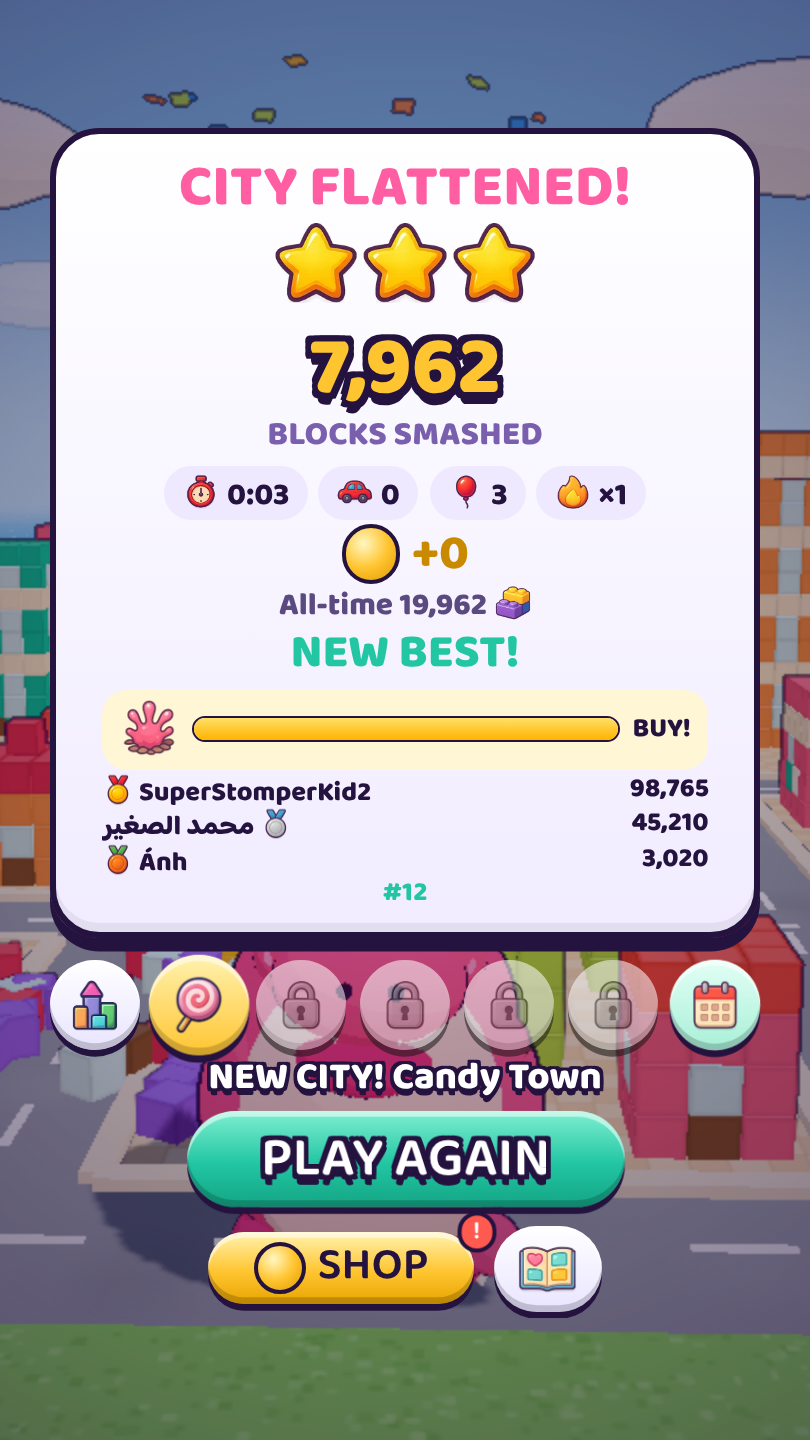 CITY FLATTENED!
7,962
BLOCKS SMASHED
0:03 0 3 ×1
+0
All-time 19,962
NEW BEST!
BUY!
SuperStomperKid2 98,765
محمد الصغير 45,210
Ánh 3,020
#12
NEW CITY! Candy Town
PLAY AGAIN
!
SHOP